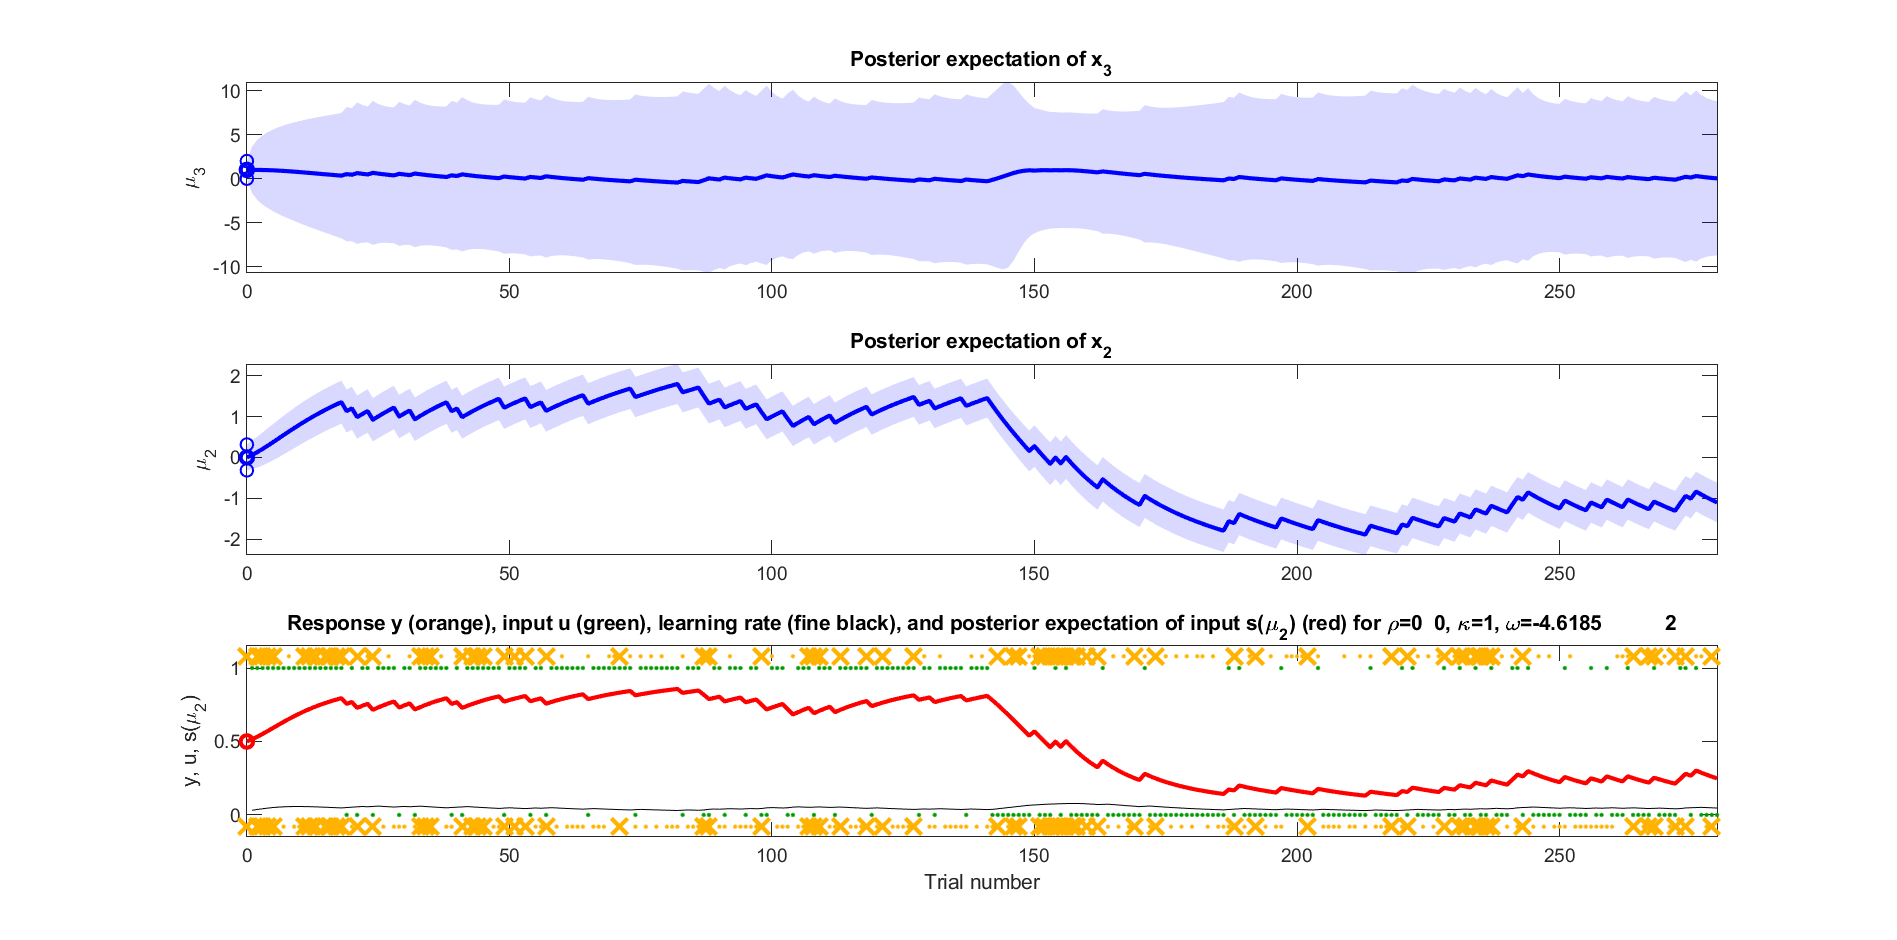 Posterior expectation of x3
10
5
0
-5
-10
μ3
0 50 100 150 200 250
Posterior expectation of x2
2
1
0
-1
-2
μ2
0 50 100 150 200 250
Response y (orange), input u (green), learning rate (fine black), and posterior expectation of input s(μ2) (red) for ρ=0 0, κ=1, ω=-4.6185 2
1
0.5
0
y, u, s(μ2)
0 50 100 150 200 250
Trial number